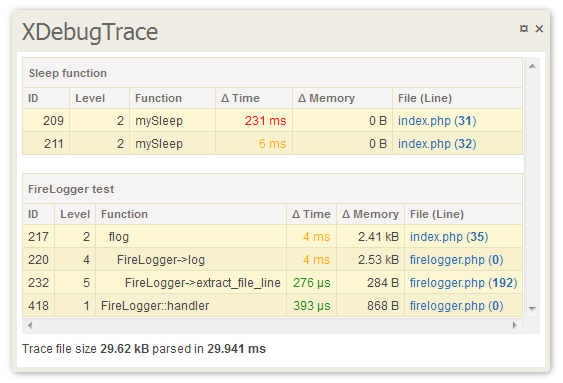 XDebugTrace ¤ ×
Sleep function
ID Level Function Δ Time Δ Memory File (Line)
209 2 mySleep 231 ms 0 B index.php (31)
211 2 mySleep 6 ms 0 B index.php (32)
FireLogger test
ID Level Function Δ Time Δ Memory File (Line)
217 2 flog 4 ms 2.41 kB index.php (35)
220 4 FireLogger->log 4 ms 2.53 kB firelogger.php (0)
232 5 FireLogger->extract_file_line 276 µs 284 B firelogger.php (192)
418 1 FireLogger::handler 393 µs 868 B firelogger.php (0)
Trace file size 29.62 kB parsed in 29.941 ms